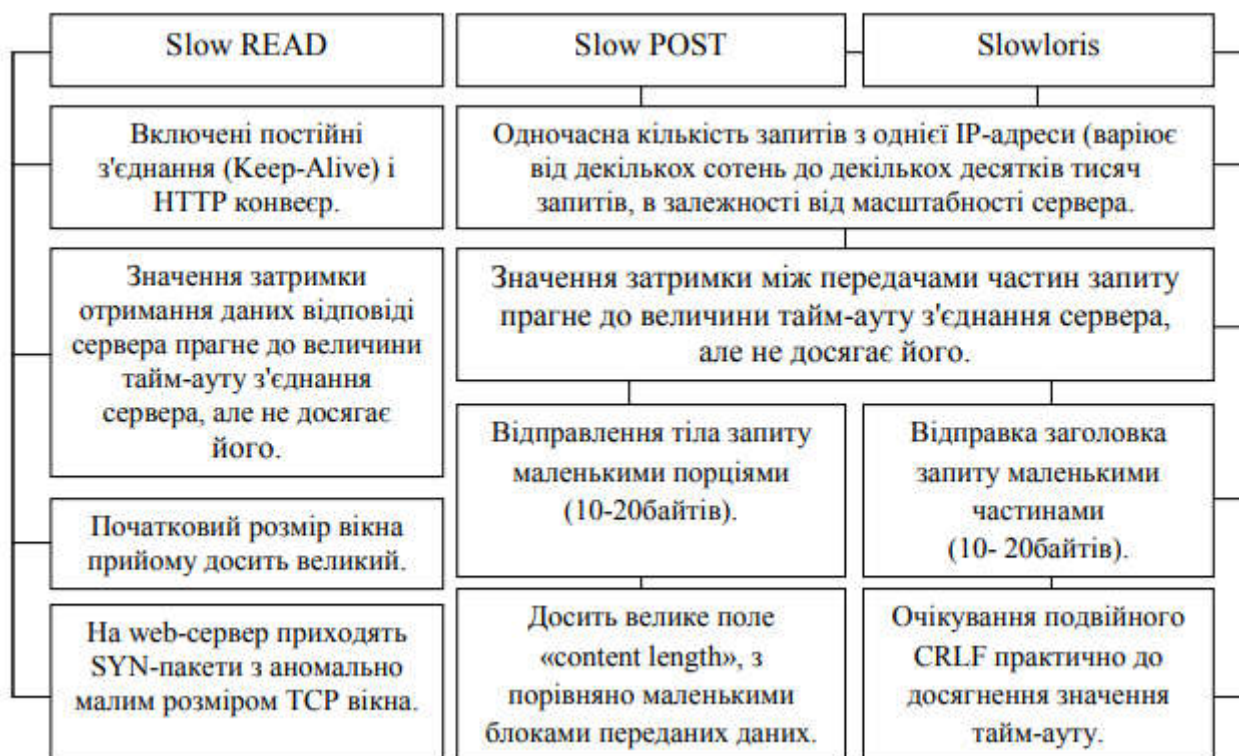 Slow READ
Включені постійні
з'єднання (Keep-Alive) і
HTTP конвеєр.
Значення затримки
отримання даних відповіді
сервера прагне до величини
тайм-ауту з'єднання
сервера, але не досягає
його.
Початковий розмір вікна
прийому досить великий.
На web-сервер приходять
SYN-пакети з аномально
малим розміром TCP вікна.
Slow POST
Slowloris
Одночасна кількість запитів з однієї IP-адреси (варіює
від декількох сотень до декількох десятків тисяч
запитів, в залежності від масштабності сервера.
Значення затримки між передачами частин запиту
прагне до величини тайм-ауту з'єднання сервера,
але не досягає його.
Відправлення тіла запиту
маленькими порціями
(10-20байтів).
Досить велике поле
«content length», з
порівняно маленькими
блоками переданих даних.
Відправка заголовка
запиту маленькими
частинами
(10- 20байтів).
Очікування подвійного
CRLF практично до
досягнення значення
тайм-ауту.